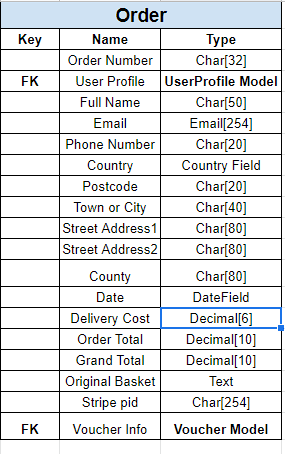 Order
Key Name Type
Order Number Char[32]
FK User Profile UserProfile Model
Full Name Char[50]
Email Email[254]
Phone Number Char[20]
Country Country Field
Postcode Char[20]
Town or City Char[40]
Street Address1 Char[80]
Street Address2 Char[80]
County Char[80]
Date DateField
Delivery Cost Decimal[6]
Order Total Decimal[10]
Grand Total Decimal[10]
Original Basket Text
Stripe pid Char[254]
FK Voucher Info Voucher Model